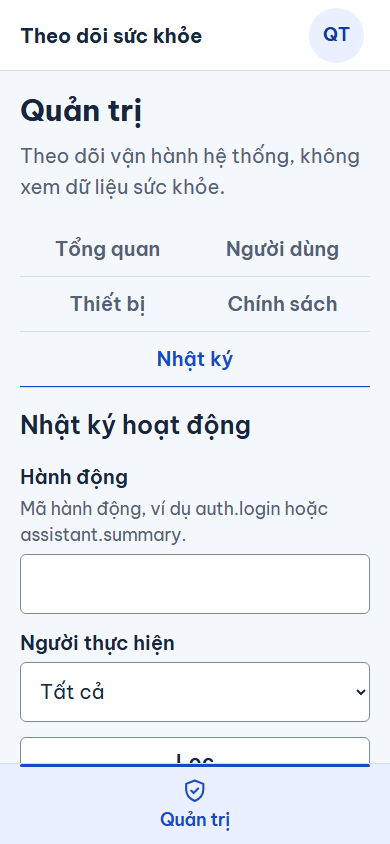 Theo dõi sức khỏe
QT
Quản trị
Theo dõi vận hành hệ thống, không
xem dữ liệu sức khỏe.
Tổng quan
Người dùng
Thiết bị
Chính sách
Nhật ký
Nhật ký hoạt động
Hành động
Mã hành động, ví dụ auth.login hoặc
assistant.summary.
Người thực hiện
Tất cả
Quản trị